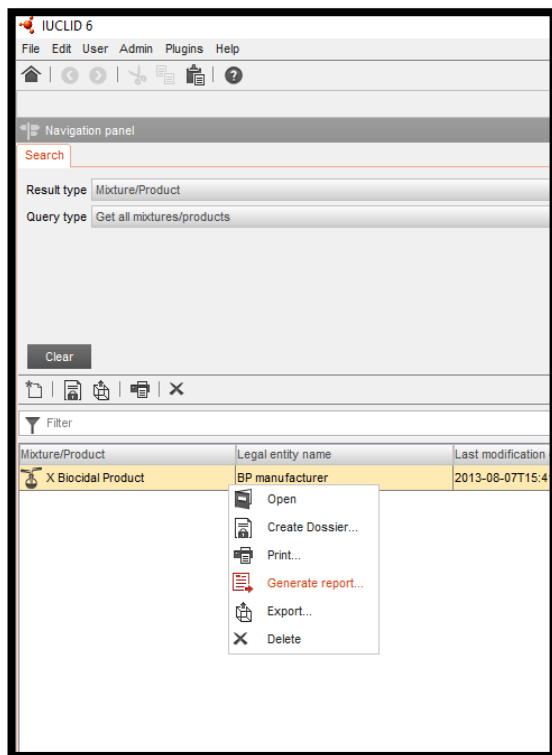 IUCLID 6
File Edit User Admin Plugins Help
Navigation panel
Search
Result type Mixture/Product
Query type Get all mixtures/products
Clear
Filter
Mixture/Product Legal entity name Last modification
X Biocidal Product BP manufacturer 2013-08-07T15:4
Open
Create Dossier...
Print...
Generate report...
Export...
Delete